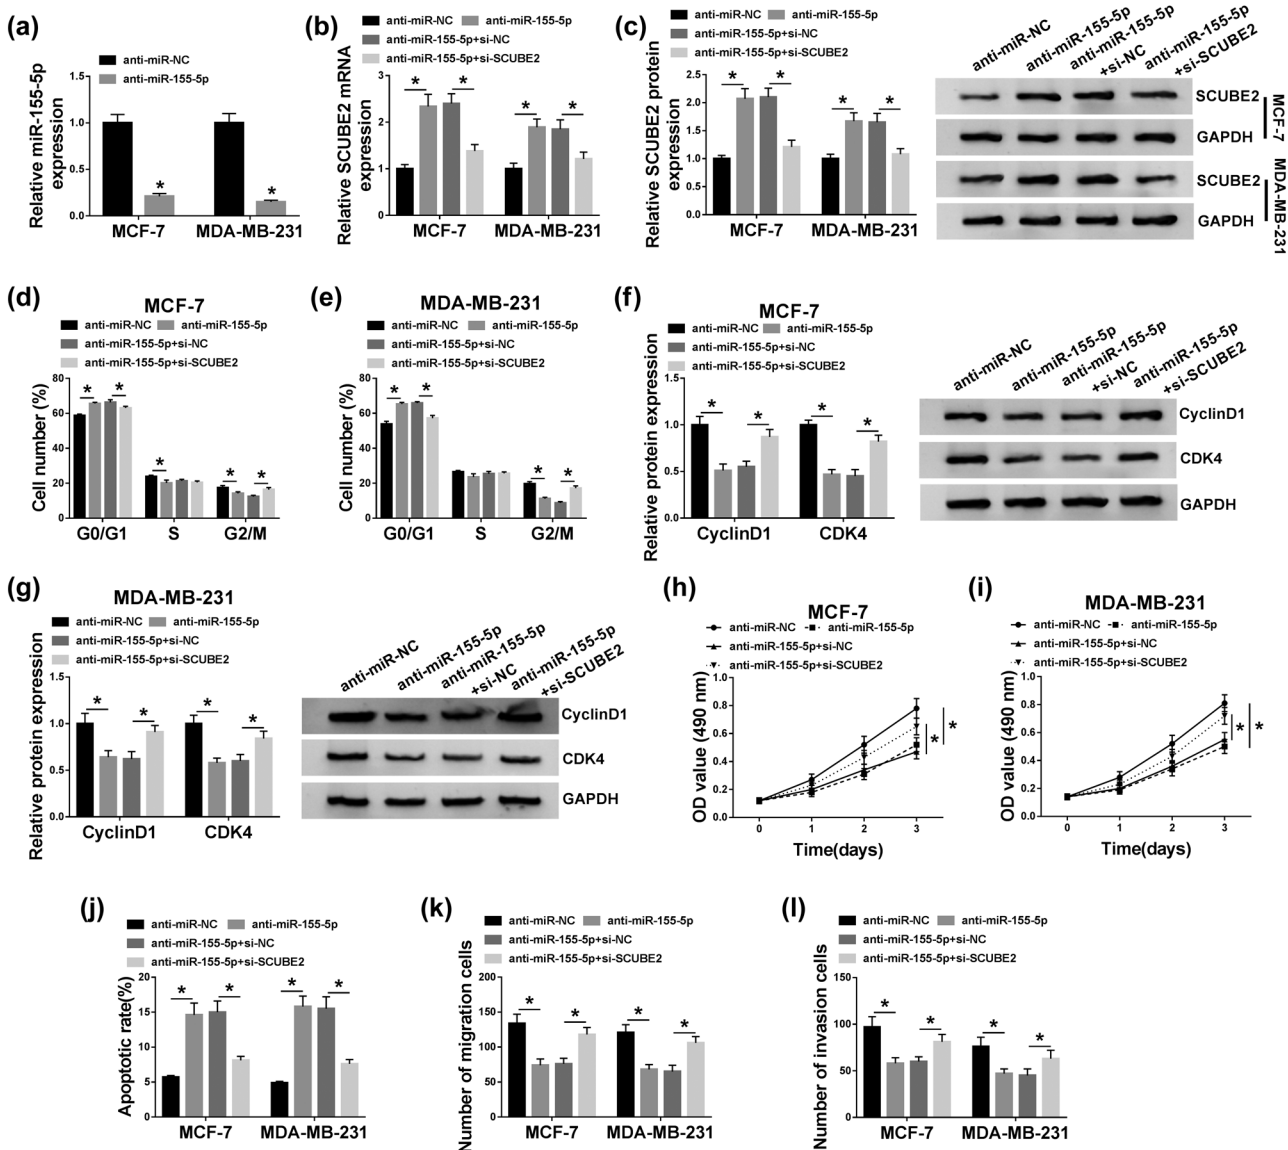 (a)
anti-miR-NC
anti-miR-155-5p
Relative miR-155-5p
expression
1.5
1.0
0.5
0.0
*
*
MCF-7
MDA-MB-231
(b)
anti-miR-NC
anti-miR-155-5p
anti-miR-155-5p+si-NC
anti-miR-155-5p+si-SCUBE2
Relative SCUBE2 mRNA
expression
3
2
1
0
*
*
*
*
MCF-7
MDA-MB-231
(c)
anti-miR-NC
anti-miR-155-5p
anti-miR-155-5p+si-NC
anti-miR-155-5p+si-SCUBE2
Relative SCUBE2 protein
expression
2.5
2.0
1.5
1.0
0.5
0.0
*
*
*
*
MCF-7
MDA-MB-231
anti-miR-NC
anti-miR-155-5p
anti-miR-155-5p
+si-NC
anti-miR-155-5p
+si-SCUBE2
SCUBE2
GAPDH
MCF-7
SCUBE2
GAPDH
MDA-MB-231
(d)
MCF-7
anti-miR-NC
anti-miR-155-5p
anti-miR-155-5p+si-NC
anti-miR-155-5p+si-SCUBE2
Cell number (%)
80
60
40
20
0
*
*
*
*
*
G0/G1
S
G2/M
(e)
MDA-MB-231
anti-miR-NC
anti-miR-155-5p
anti-miR-155-5p+si-NC
anti-miR-155-5p+si-SCUBE2
Cell number (%)
80
60
40
20
0
*
*
*
*
G0/G1
S
G2/M
(f)
MCF-7
anti-miR-NC
anti-miR-155-5p
anti-miR-155-5p+si-NC
anti-miR-155-5p+si-SCUBE2
Relative protein expression
1.5
1.0
0.5
0.0
*
*
*
*
CyclinD1
CDK4
anti-miR-NC
anti-miR-155-5p
anti-miR-155-5p
+si-NC
anti-miR-155-5p
+si-SCUBE2
CyclinD1
CDK4
GAPDH
(g)
MDA-MB-231
anti-miR-NC
anti-miR-155-5p
anti-miR-155-5p+si-NC
anti-miR-155-5p+si-SCUBE2
Relative protein expression
1.5
1.0
0.5
0.0
*
*
*
*
CyclinD1
CDK4
anti-miR-NC
anti-miR-155-5p
anti-miR-155-5p
+si-NC
anti-miR-155-5p
+si-SCUBE2
CyclinD1
CDK4
GAPDH
(h)
MCF-7
anti-miR-NC
anti-miR-155-5p
anti-miR-155-5p+si-NC
anti-miR-155-5p+si-SCUBE2
OD value (490 nm)
1.0
0.8
0.6
0.4
0.2
0.0
*
*
0
1
2
3
Time(days)
(i)
MDA-MB-231
anti-miR-NC
anti-miR-155-5p
anti-miR-155-5p+si-NC
anti-miR-155-5p+si-SCUBE2
OD value (490 nm)
1.0
0.8
0.6
0.4
0.2
0.0
*
*
0
1
2
3
Time(days)
(j)
anti-miR-NC
anti-miR-155-5p
anti-miR-155-5p+si-NC
anti-miR-155-5p+si-SCUBE2
Apoptotic rate(%)
20
15
10
5
0
*
*
*
*
MCF-7
MDA-MB-231
(k)
anti-miR-NC
anti-miR-155-5p
anti-miR-155-5p+si-NC
anti-miR-155-5p+si-SCUBE2
Number of migration cells
200
150
100
50
0
*
*
*
*
MCF-7
MDA-MB-231
(l)
anti-miR-NC
anti-miR-155-5p
anti-miR-155-5p+si-NC
anti-miR-155-5p+si-SCUBE2
Number of invasion cells
150
100
50
0
*
*
*
*
MCF-7
MDA-MB-231